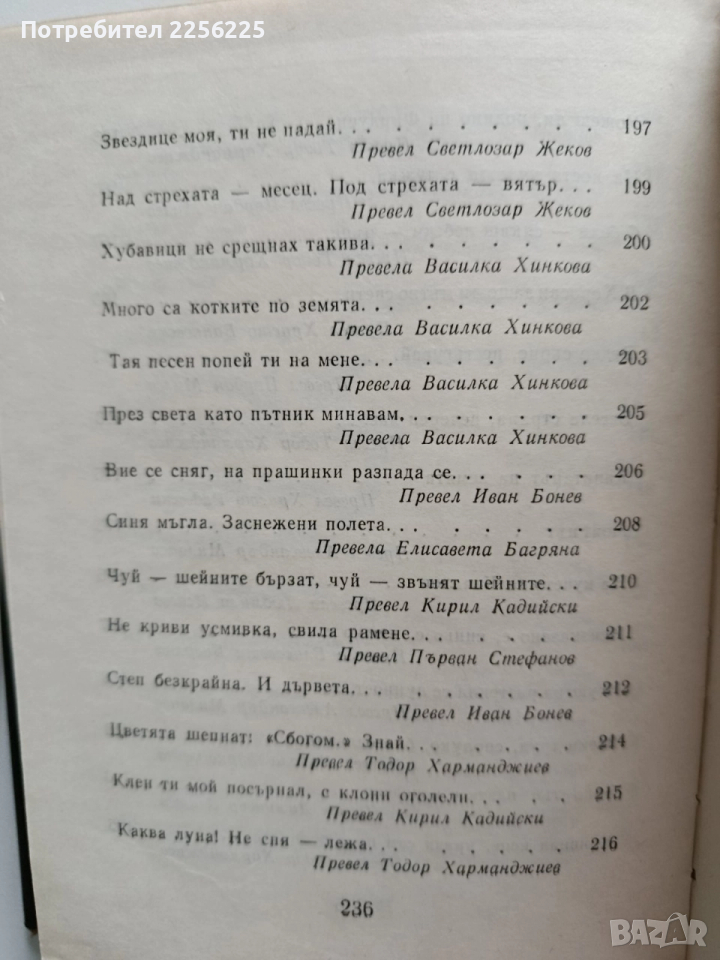 Потребител 2256225
Звездице моя, ти не падай. . . . . . . . . 197
Превел Светлозар Жеков
Над стрехата — месец. Под стрехата — вятър. . . 199
Превел Светлозар Жеков
Хубавици не срещнах такива. . . . . . . . 200
Превела Василка Хинкова
Много са котките по земята. . . . . . . . 202
Превела Василка Хинкова
Тая песен попей ти на мене. . . . . . . . 203
Превела Василка Хинкова
През света като пътник минавам, . . . . . . 205
Превела Василка Хинкова
Вие се сняг, на прашинки разпада се. . . . . 206
Превел Иван Бонев
Синя мъгла. Заснежени полета. . . . . . . 208
Превела Елисавета Багряна
Чуй — шейните бързат, чуй — звънят шейните. . . 210
Превел Кирил Кадийски
Не криви усмивка, свила рамене. . . . . . . 211
Превел Първан Стефанов
Степ безкрайна. И дървета. . . . . . . . 212
Превел Иван Бонев
Цветята шепнат: «Сбогом.» Знай. . . . . . . 214
Превел Тодор Харманджиев
Клен ти мой посърнал, с клони оголели. . . . . 215
Превел Кирил Кадийски
Каква луна! Не спя — лежа. . . . . . . . 216
Превел Тодор Харманджиев
236
BAZAR